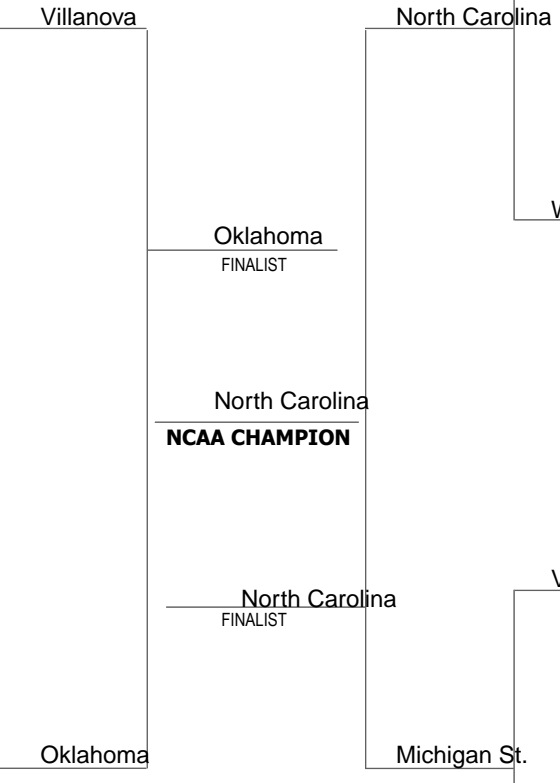 Villanova
North Carolina
Oklahoma
FINALIST
North Carolina
NCAA CHAMPION
North Carolina
FINALIST
Oklahoma
Michigan St.